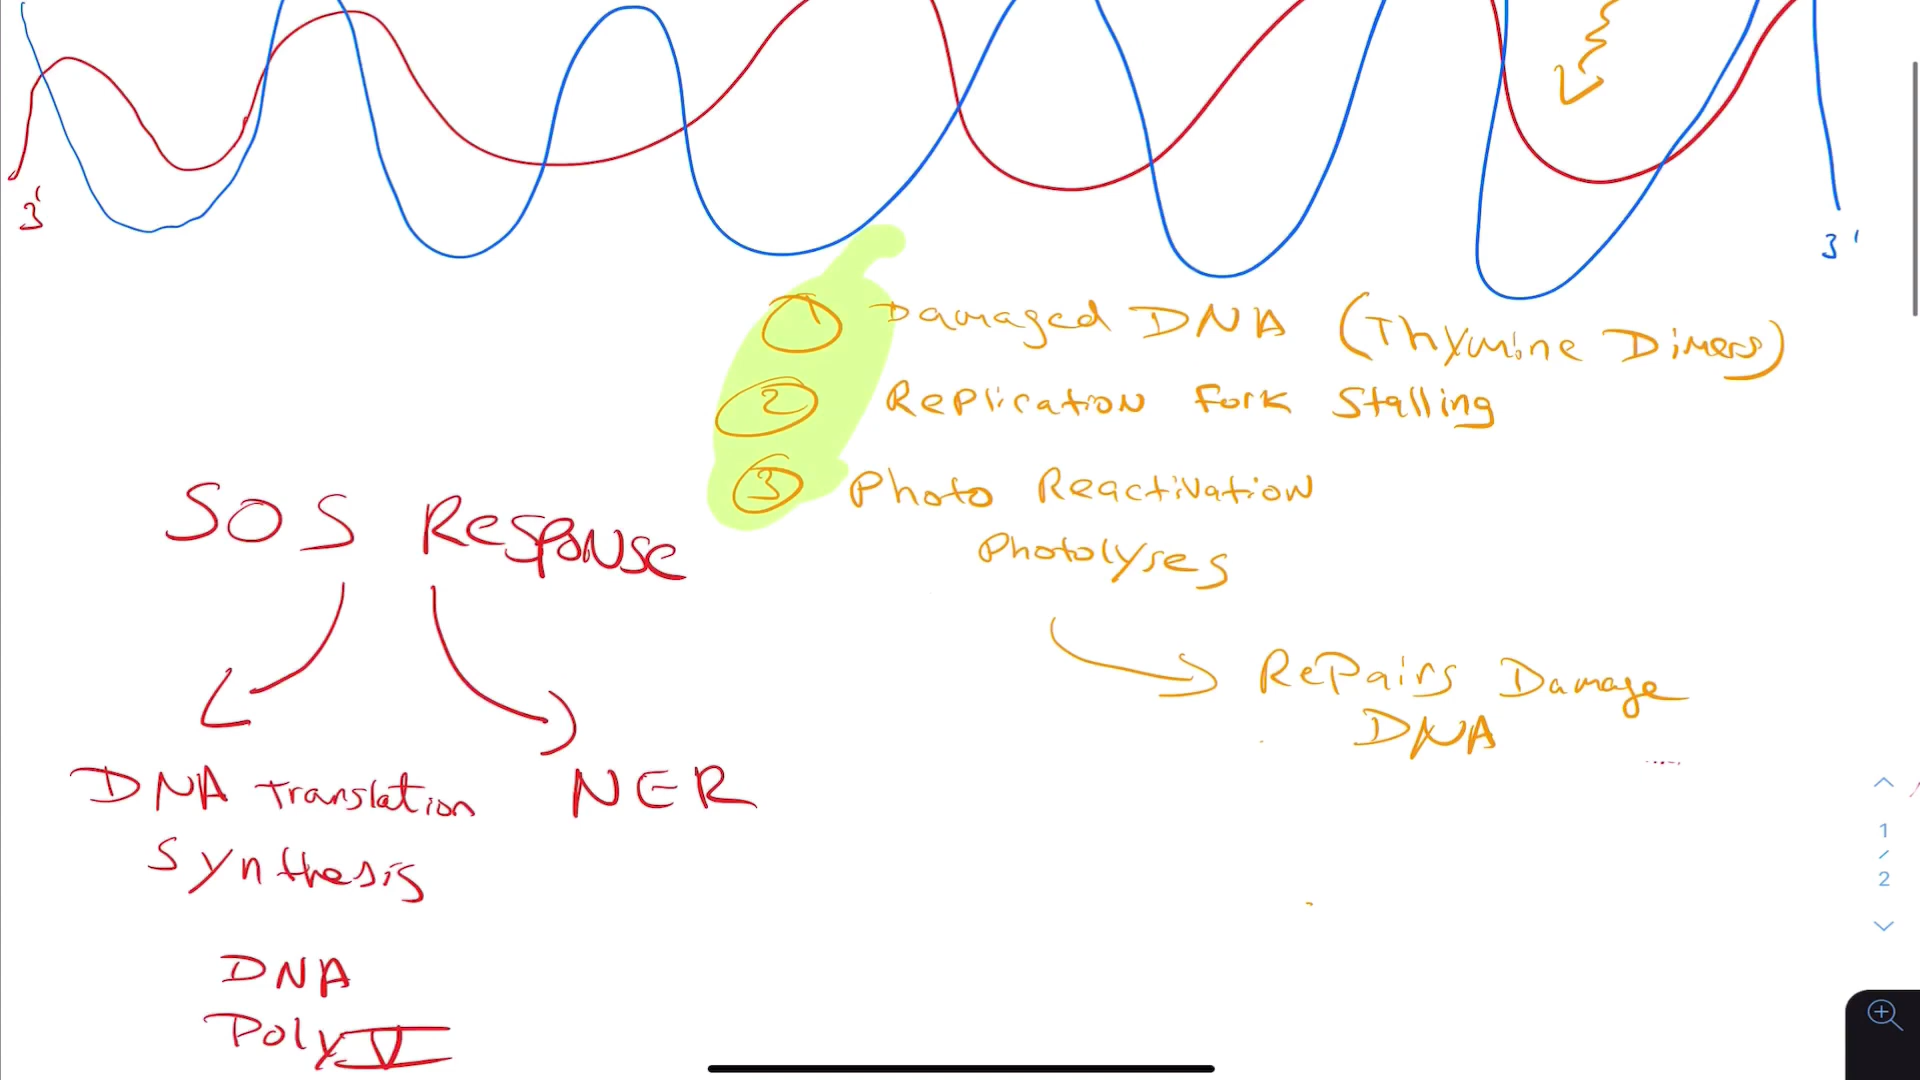 3'
3'
1 Damaged DNA (Thymine Dimers)
2 Replication Fork Stalling
3 Photo Reactivation
Photolyses
SOS Response
Repairs Damage
DNA
DNA Translation
Synthesis
NER
DNA
Poly V
1
/
2